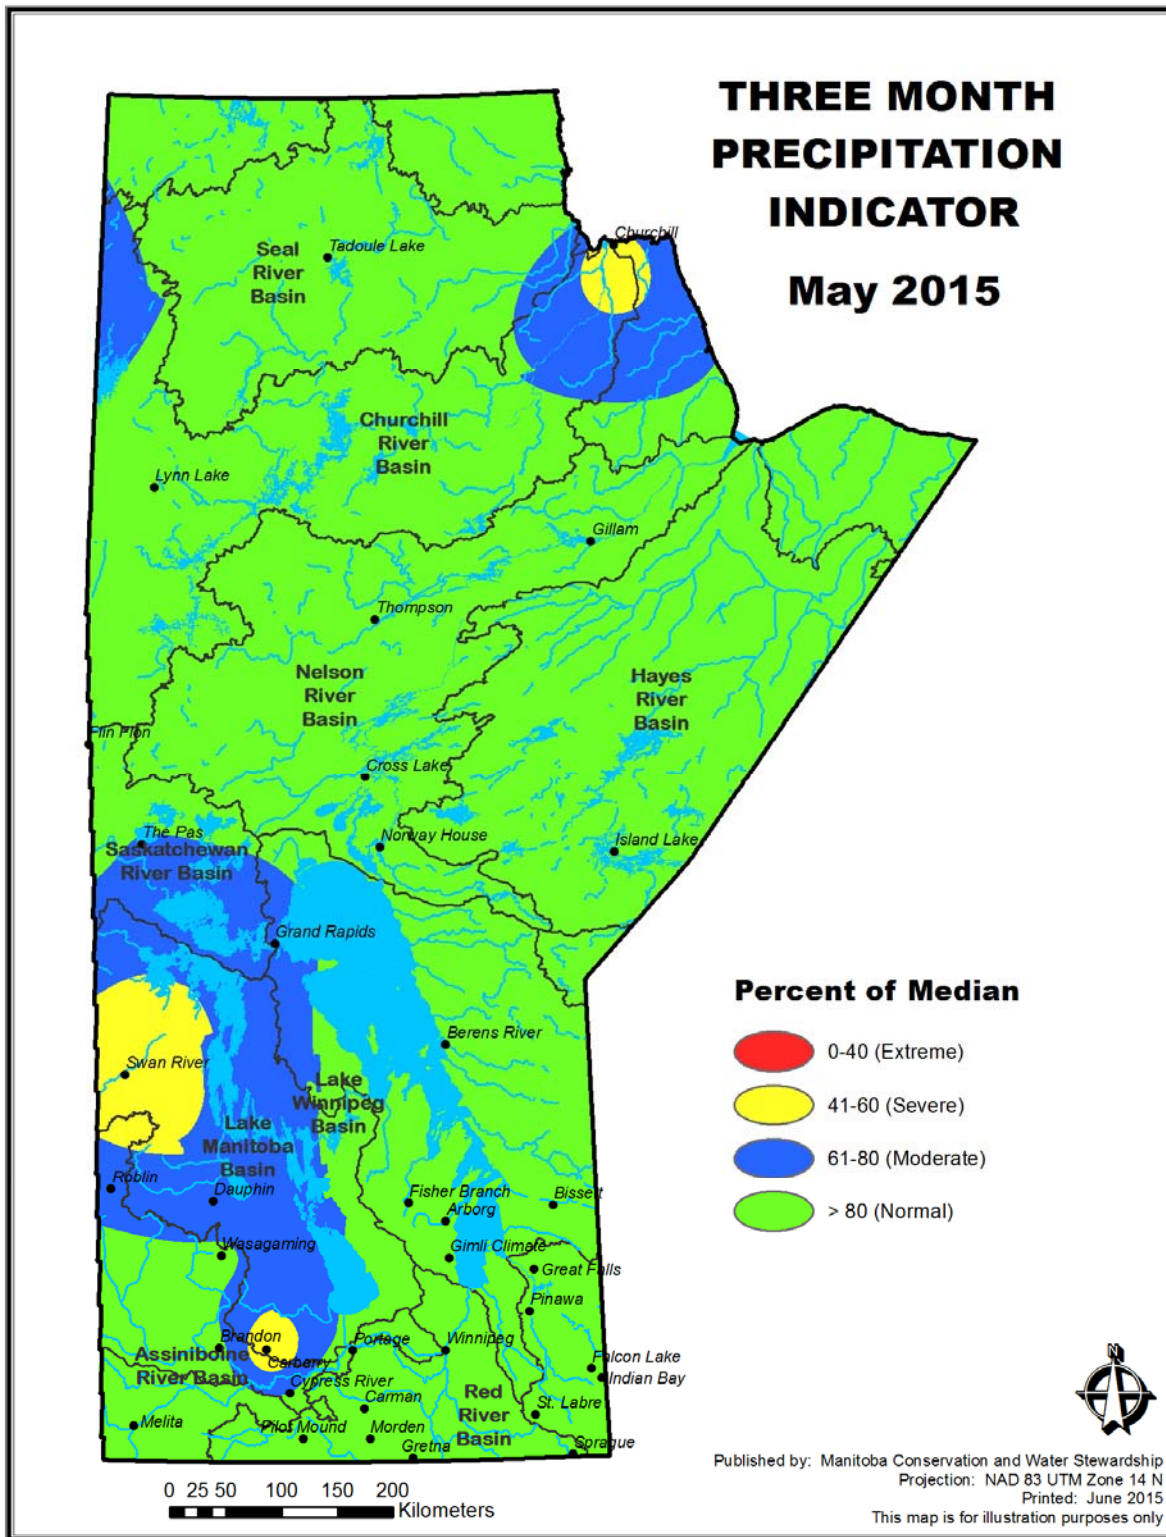 THREE MONTH
PRECIPITATION
INDICATOR
May 2015
Churchill
Seal
River
Basin
Tadoule Lake
Churchill
River
Basin
Lynn Lake
Gillam
Thompson
Nelson
River
Basin
Hayes
River
Basin
Flin Flon
Cross Lake
The Pas
Norway House
Island Lake
Saskatchewan
River Basin
Grand Rapids
Percent of Median
0-40 (Extreme)
41-60 (Severe)
61-80 (Moderate)
> 80 (Normal)
Berens River
Swan River
Lake
Winnipeg
Basin
Lake
Manitoba
Basin
Roblin
Dauphin
Fisher Branch
Bissett
Arborg
Wasagaming
Gimli Climate
Great Falls
Pinawa
Brandon
Portage
Winnipeg
Carberry
Assiniboine
River Basin
Falcon Lake
Indian Bay
Cypress River
Carman
Red
River
Basin
St. Labre
Melita
Pilot Mound
Morden
Gretna
Sprague
N
0 25 50 100 150 200
Kilometers
Published by: Manitoba Conservation and Water Stewardship
Projection: NAD 83 UTM Zone 14 N
Printed: June 2015
This map is for illustration purposes only